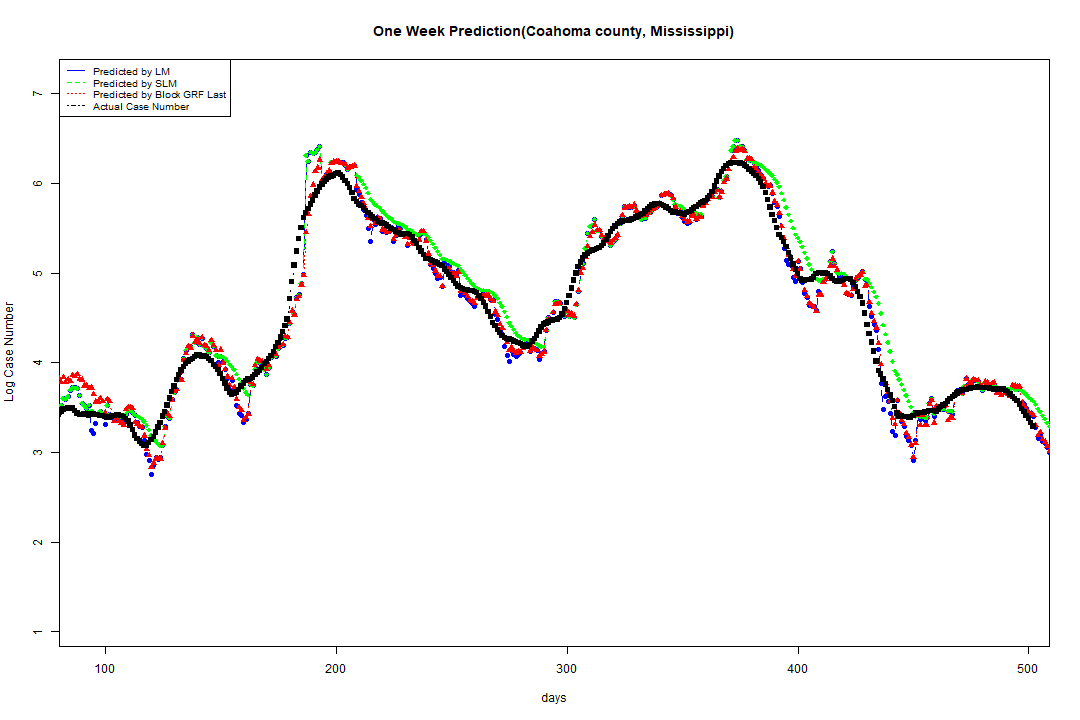 One Week Prediction(Coahoma county, Mississippi)
Predicted by LM
Predicted by SLM
Predicted by Block GRF Last
Actual Case Number
Log Case Number
7
6
5
4
3
2
1
100 200 300 400 500
days